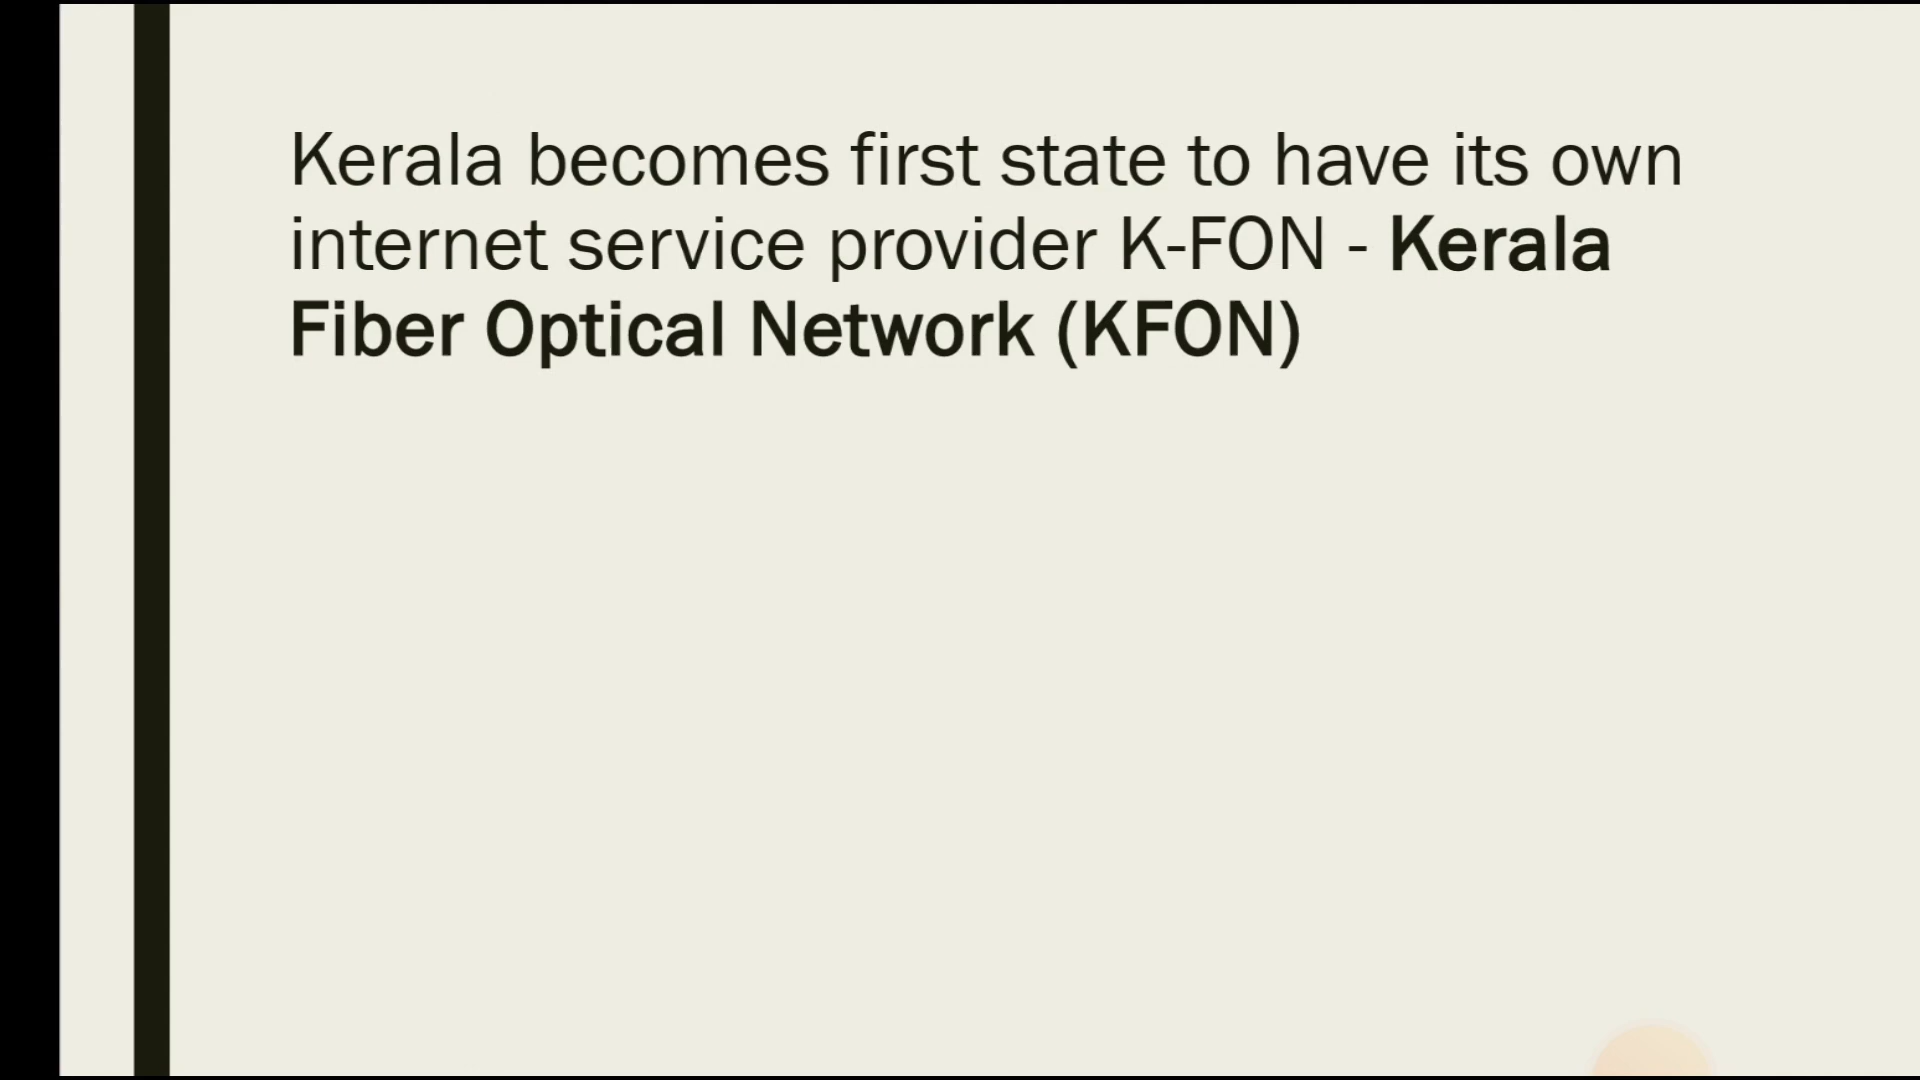 Kerala becomes first state to have its own
internet service provider K-FON - Kerala
Fiber Optical Network (KFON)